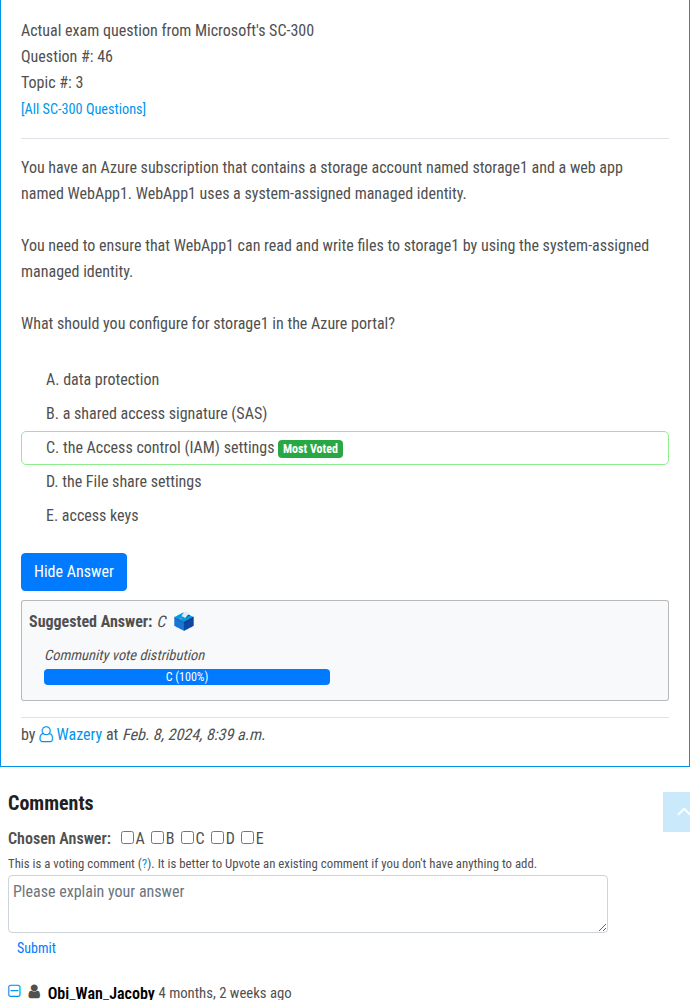 Actual exam question from Microsoft's SC-300
Question #: 46
Topic #: 3
[All SC-300 Questions]
You have an Azure subscription that contains a storage account named storage1 and a web app
named WebApp1. WebApp1 uses a system-assigned managed identity.
You need to ensure that WebApp1 can read and write files to storage1 by using the system-assigned
managed identity.
What should you configure for storage1 in the Azure portal?
A. data protection
B. a shared access signature (SAS)
C. the Access control (IAM) settings Most Voted
D. the File share settings
E. access keys
Hide Answer
Suggested Answer: C
Community vote distribution
C (100%)
by Wazery at Feb. 8, 2024, 8:39 a.m.
Comments
Chosen Answer: A B C D E
This is a voting comment (?). It is better to Upvote an existing comment if you don't have anything to add.
Please explain your answer
Submit
Obi_Wan_Jacoby 4 months, 2 weeks ago